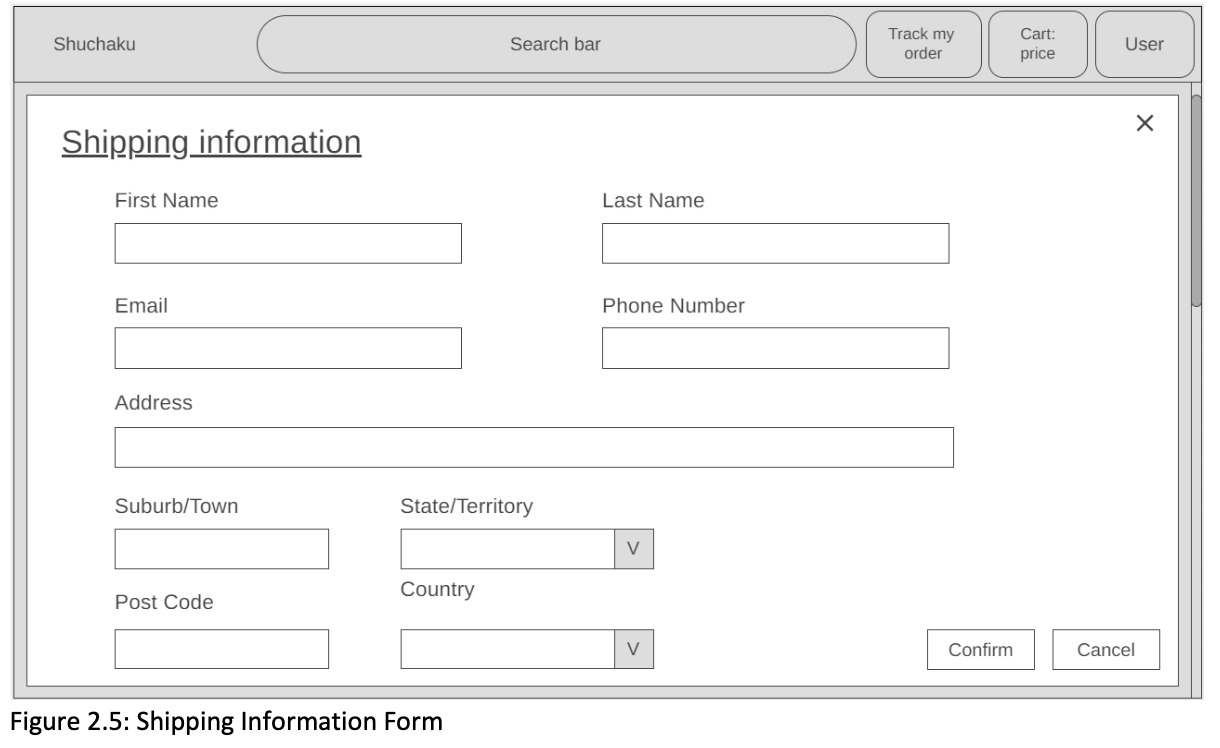 Shuchaku
Search bar
Track my
order
Cart:
price
User
Shipping information
First Name
Last Name
Email
Phone Number
Address
Suburb/Town
State/Territory
V
Post Code
Country
V
Confirm
Cancel
Figure 2.5: Shipping Information Form